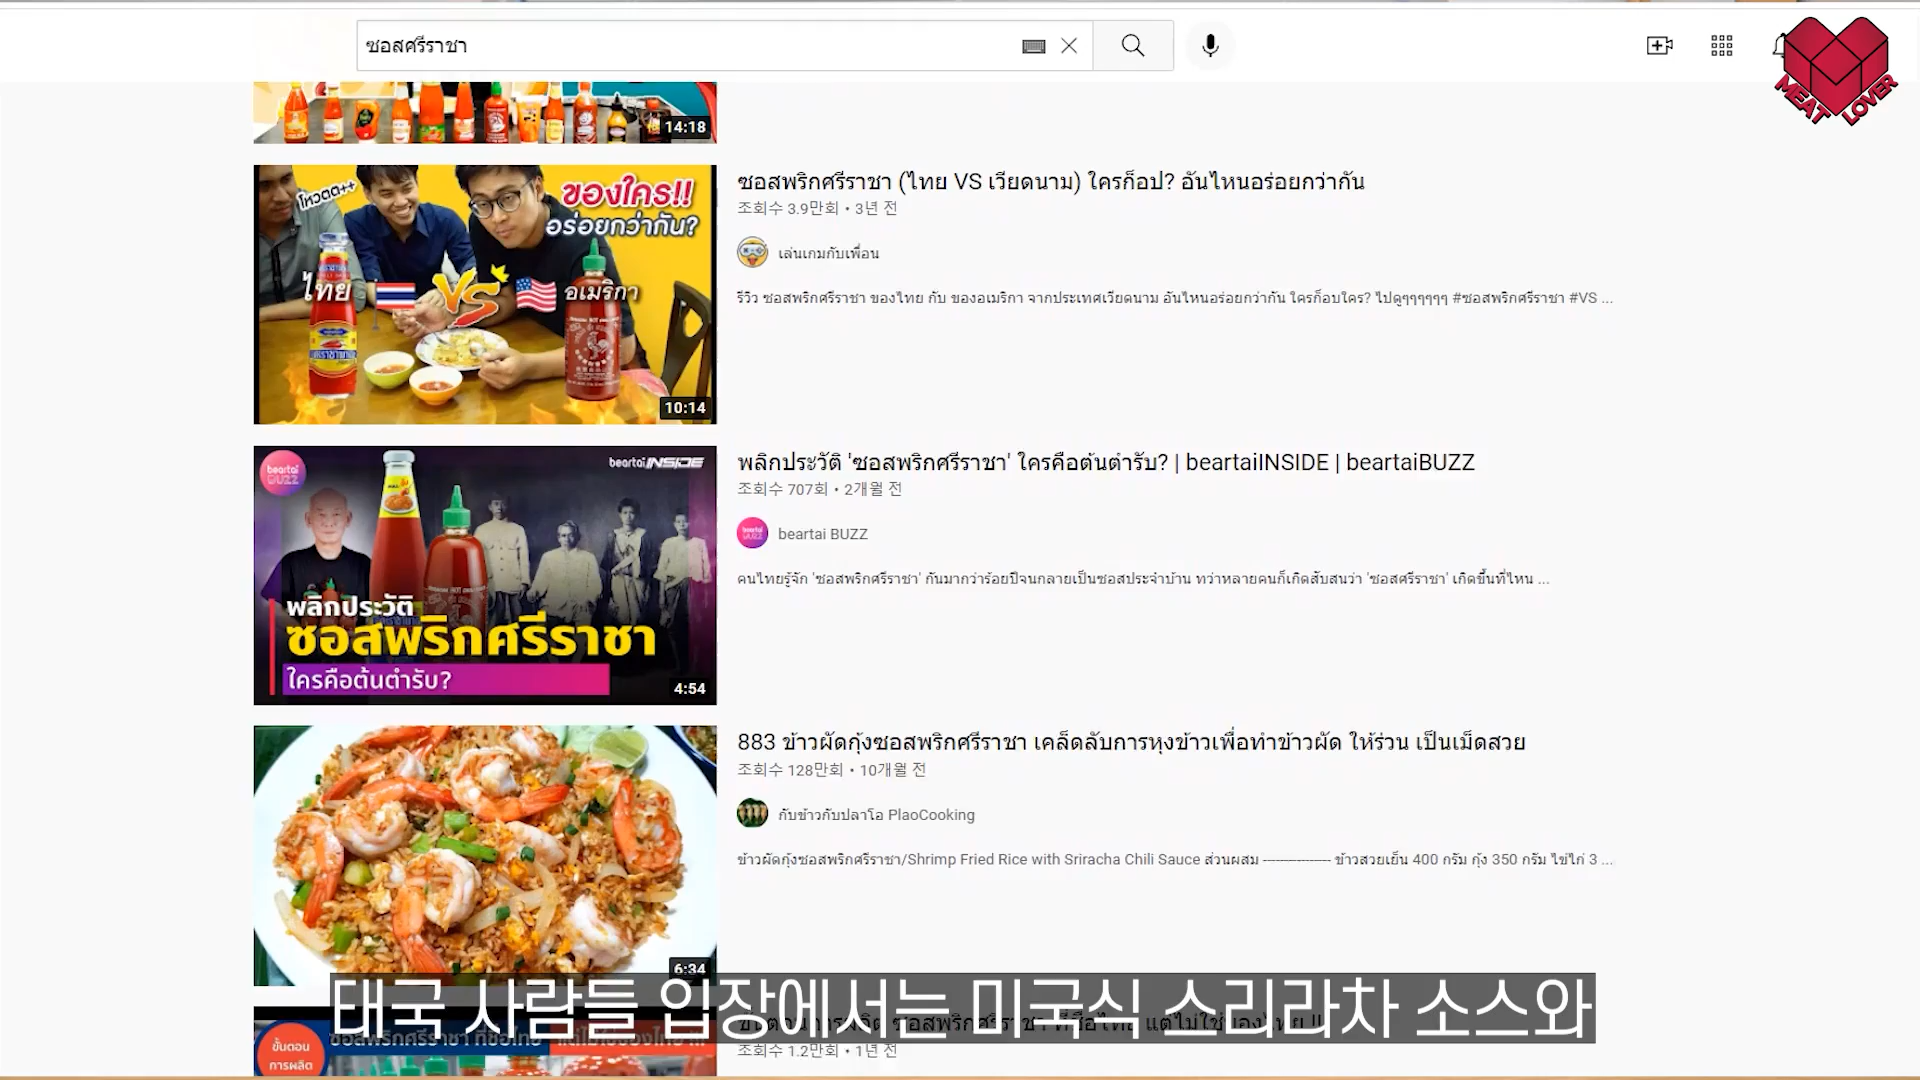 ซอสศรีราชา
MEAT LOVER
14:18
โหวตต++
ของใคร!!
อร่อยกว่ากัน?
ไทย VS อเมริกา
10:14
ซอสพริกศรีราชา (ไทย VS เวียดนาม) ใครก็อป? อันไหนอร่อยกว่ากัน
조회수 3.9만회 • 3년 전
เล่นเกมกับเพื่อน
รีวิว ซอสพริกศรีราชา ของไทย กับ ของอเมริกา จากประเทศเวียดนาม อันไหนอร่อยกว่ากัน ใครก็อบใคร? ไปดูๆๆๆๆๆๆ #ซอสพริกศรีราชา #VS ...
beartai BUZZ
beartai INSIDE
พลิกประวัติ
ซอสพริกศรีราชา
ใครคือต้นตำรับ?
4:54
พลิกประวัติ 'ซอสพริกศรีราชา' ใครคือต้นตำรับ? | beartaiINSIDE | beartaiBUZZ
조회수 707회 • 2개월 전
beartai BUZZ
คนไทยรู้จัก 'ซอสพริกศรีราชา' กันมากว่าร้อยปีจนกลายเป็นซอสประจำบ้าน ทว่าหลายคนก็เกิดสับสนว่า 'ซอสศรีราชา' เกิดขึ้นที่ไหน ...
6:34
883 ข้าวผัดกุ้งซอสพริกศรีราชา เคล็ดลับการหุงข้าวเพื่อทำข้าวผัด ให้ร่วน เป็นเม็ดสวย
조회수 128만회 • 10개월 전
กับข้าวกับปลาโอ PlaoCooking
ข้าวผัดกุ้งซอสพริกศรีราชา/Shrimp Fried Rice with Sriracha Chili Sauce ส่วนผสม ---------------- ข้าวสวยเย็น 400 กรัม กุ้ง 350 กรัม ไข่ไก่ 3 ...
태국 사람들 입장에서는 미국식 스리라차 소스와
ขั้นตอน
การผลิต
조회수 1.2만회 • 1년 전